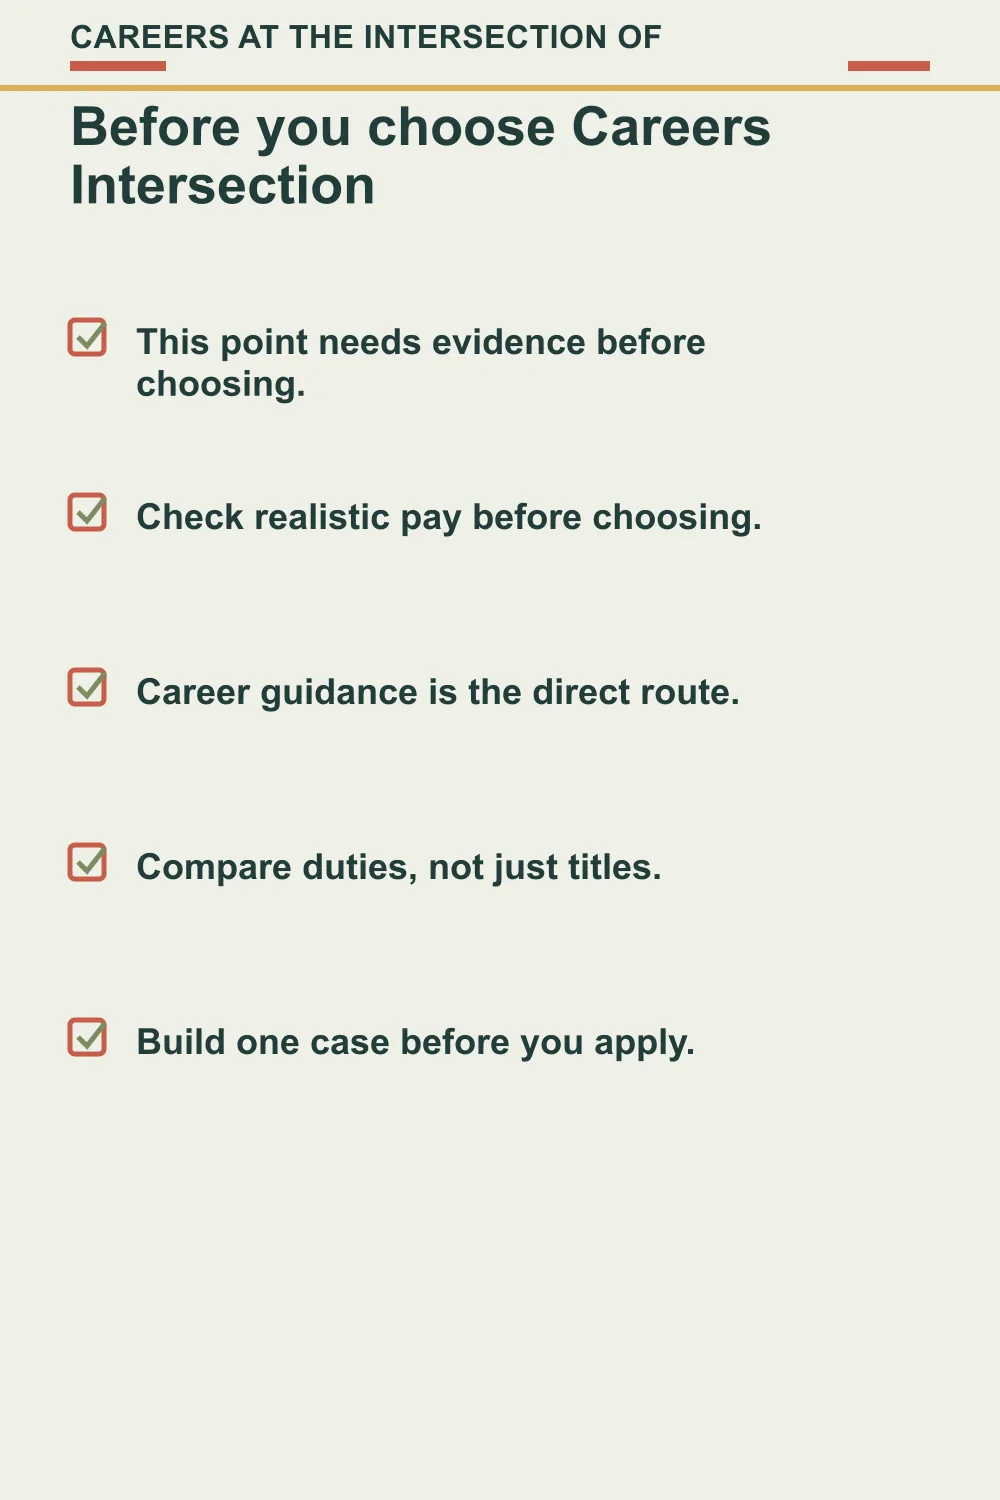 CAREERS AT THE INTERSECTION OF
Before you choose Careers
Intersection
This point needs evidence before
choosing.
Check realistic pay before choosing.
Career guidance is the direct route.
Compare duties, not just titles.
Build one case before you apply.